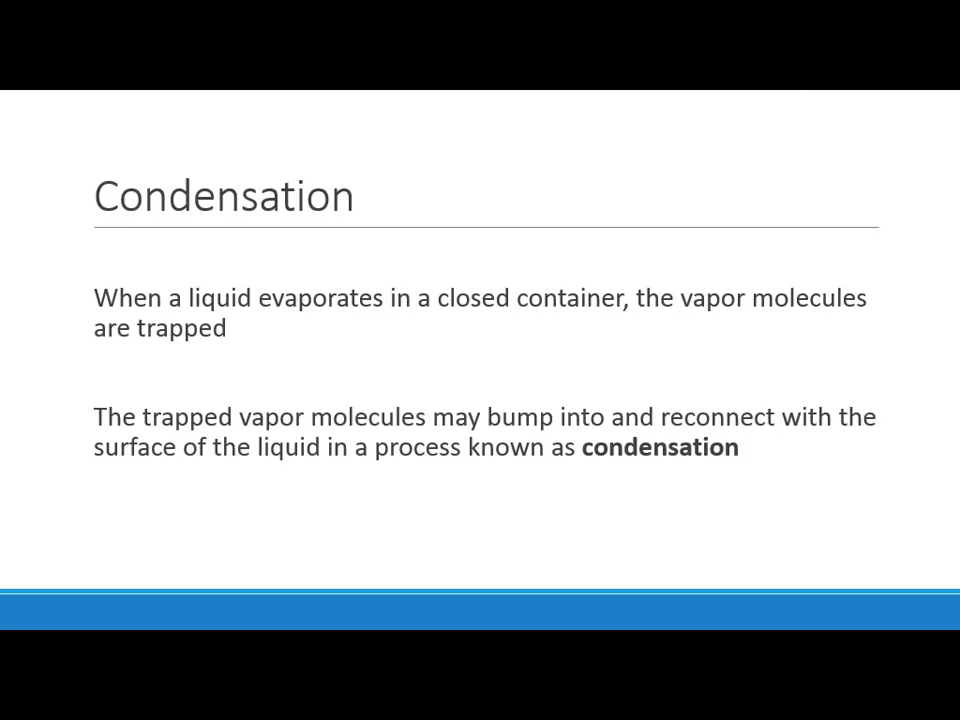 Condensation
When a liquid evaporates in a closed container, the vapor molecules
are trapped
The trapped vapor molecules may bump into and reconnect with the
surface of the liquid in a process known as condensation